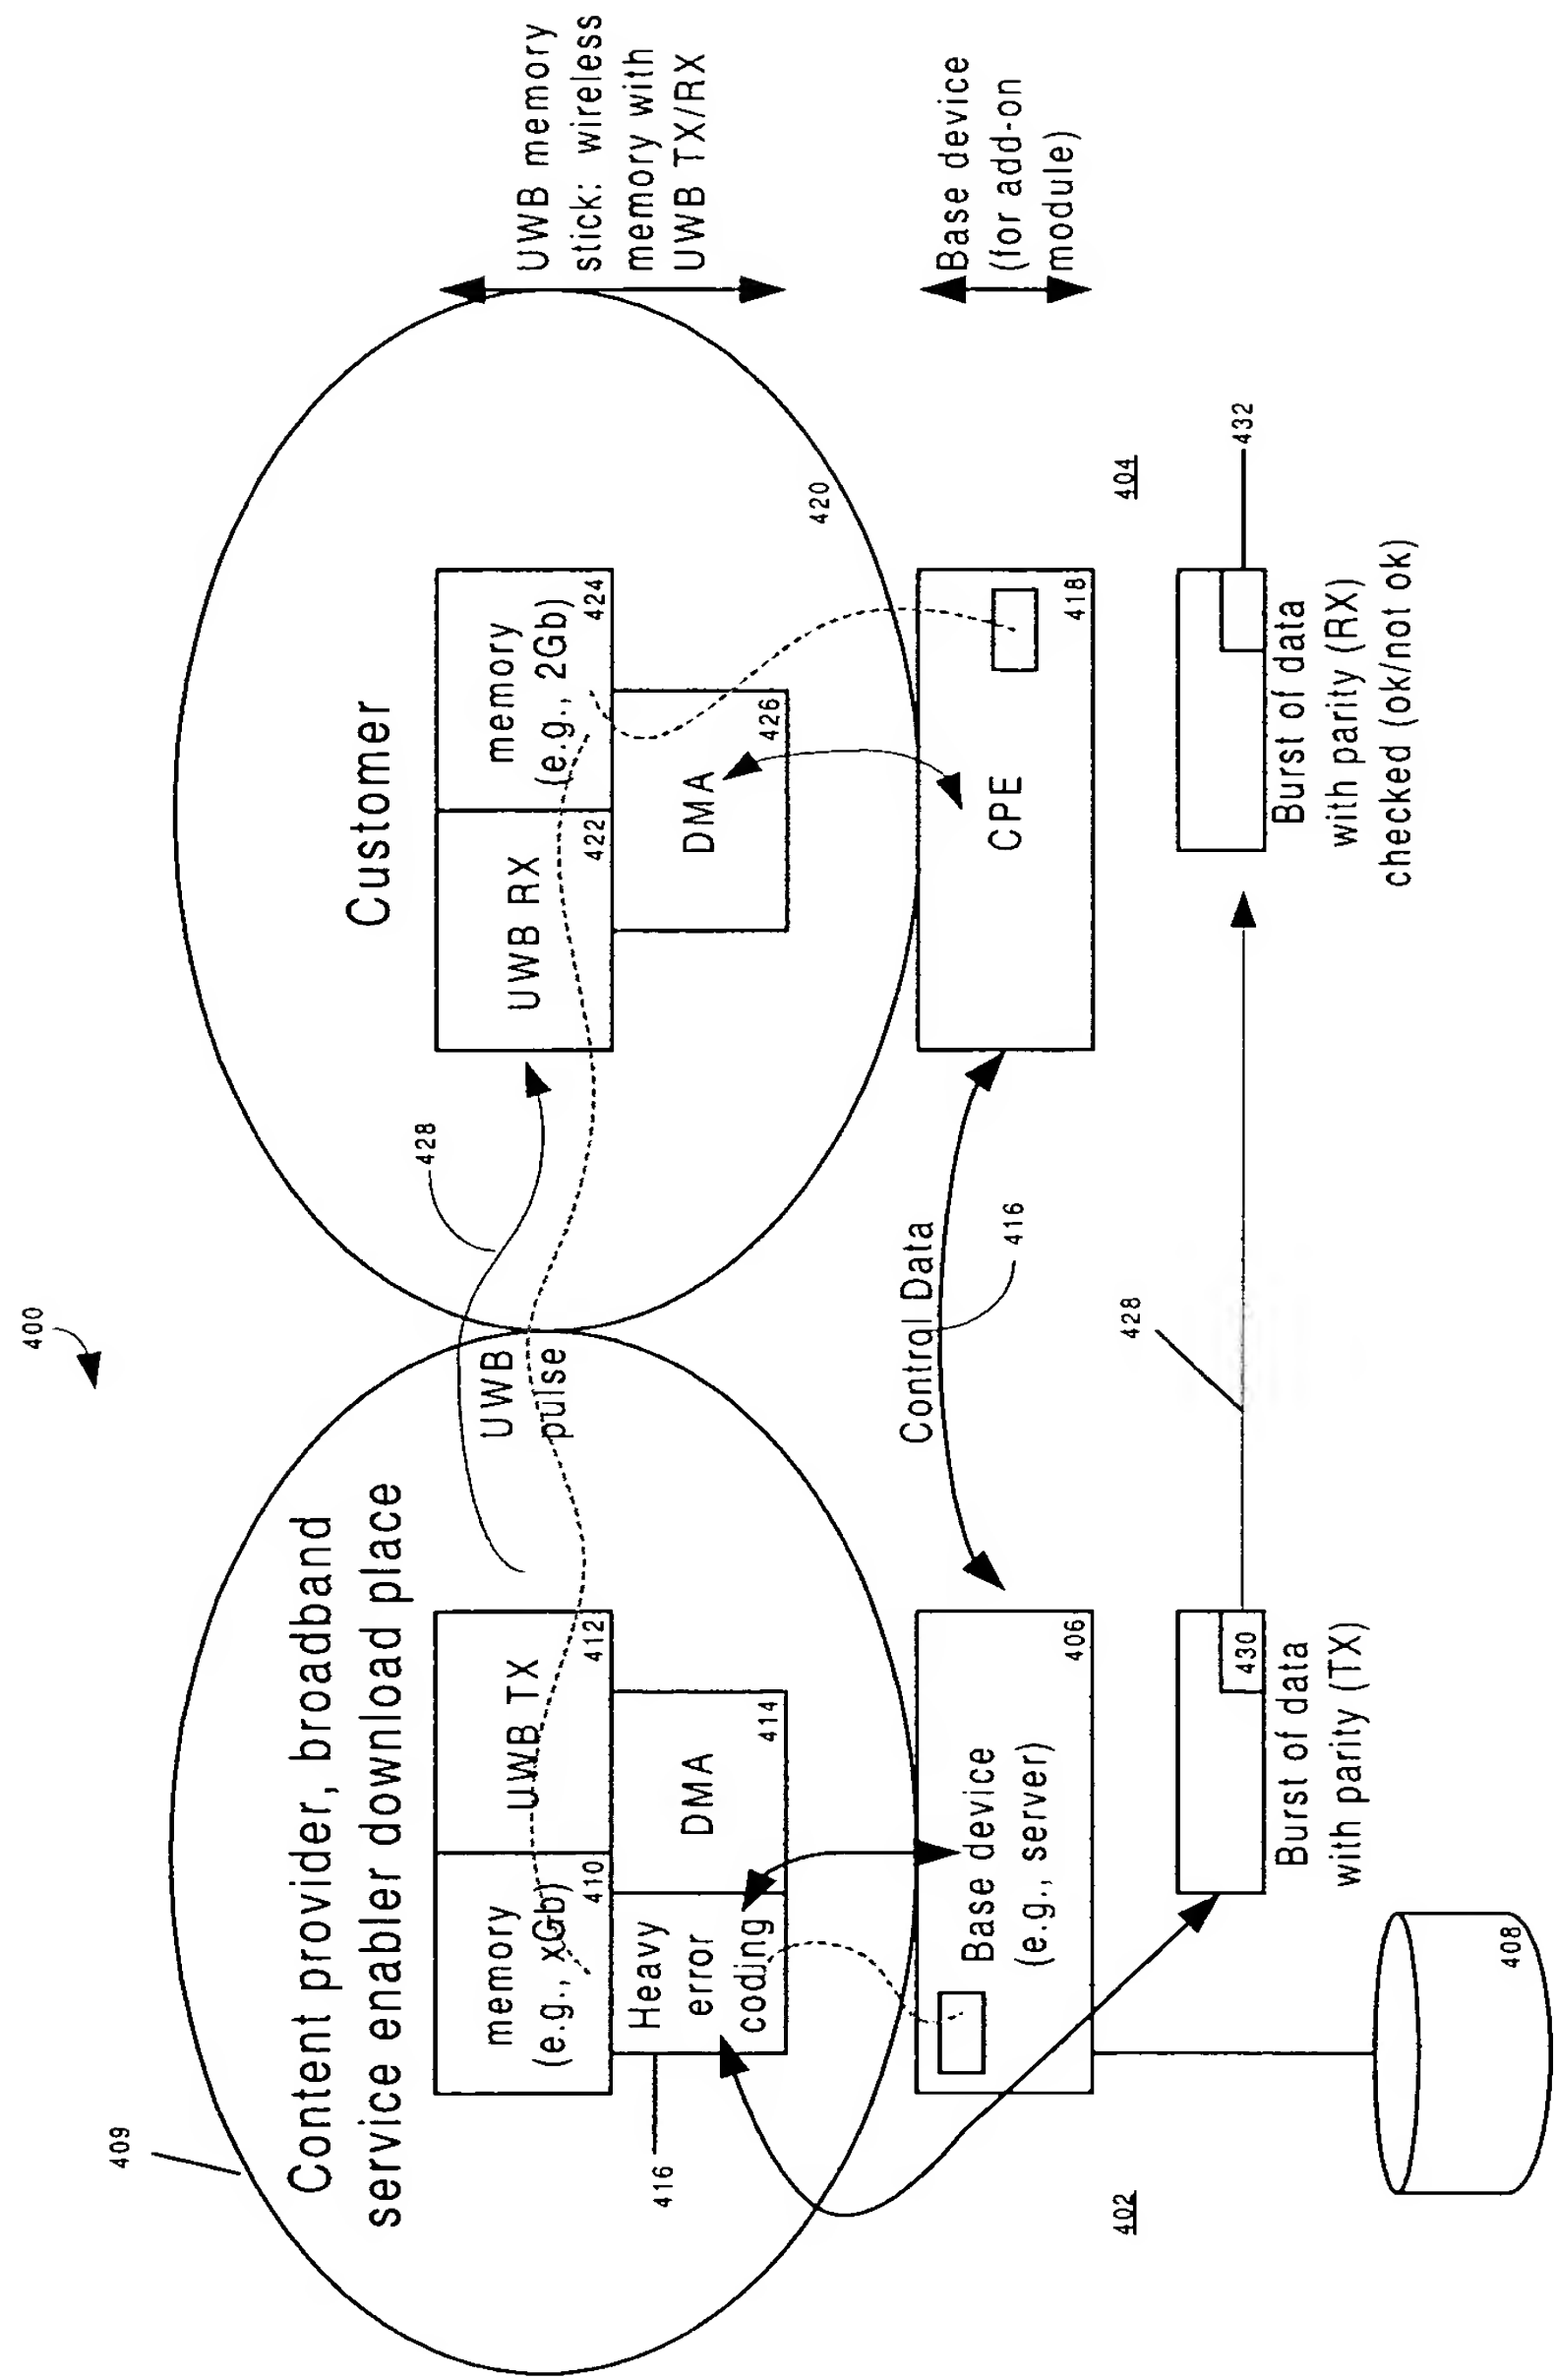 400
409
Content provider, broadband
service enabler download place
Customer
memory
(e.g., xGb)
410
UWB TX
412
Heavy
error
coding
416
DMA
414
UWB
pulse
428
UWB RX
422
memory
(e.g., 2Gb)
424
DMA
426
420
UWB memory
stick: wireless
memory with
UWB TX/RX
Base device
(e.g., server)
406
Control Data
416
CPE
418
Base device
(for add-on
module)
402
404
430
Burst of data
with parity (TX)
428
432
Burst of data
with parity (RX)
checked (ok/not ok)
408